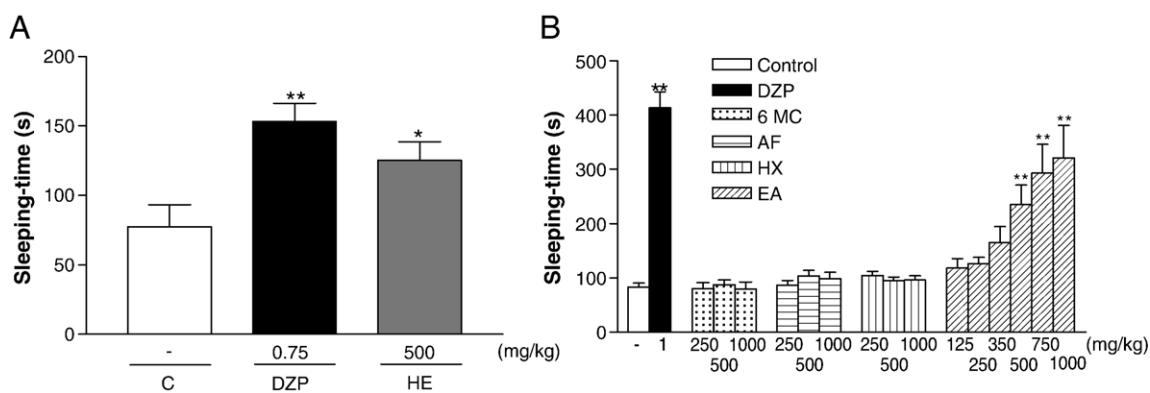 A
Sleeping-time (s)
200
150
100
50
0
**
*
- 0.75 500 (mg/kg)
C DZP HE
B
Sleeping-time (s)
500
400
300
200
100
0
**
Control
DZP
6 MC
AF
HX
EA
**
**
**
- 1 250 1000 250 1000 250 1000 125 350 750 (mg/kg)
500 500 500 250 500 1000